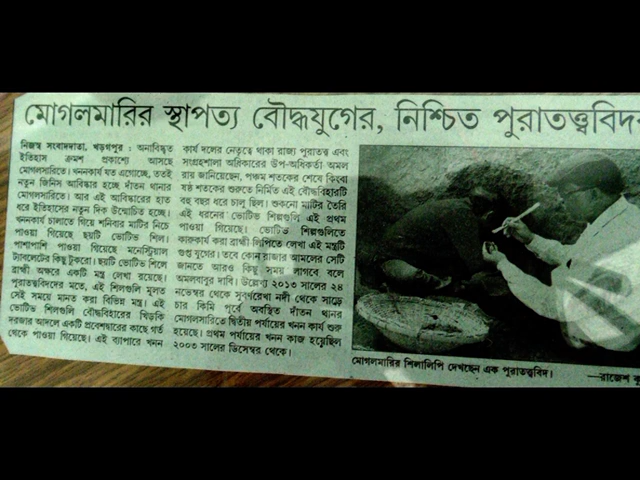 মোগলমারির স্থাপত্য বৌদ্ধযুগের, নিশ্চিত পুরাতত্ত্ববিদরা
নিজস্ব সংবাদদাতা, খড়্গপুর : অনাবিষ্কৃত
ইতিহাস ক্রমশ প্রকাশ্যে আসছে
মোগলমারিতে। খননকার্য যত এগোচ্ছে, ততই
নতুন জিনিস আবিষ্কার হচ্ছে দাঁতন থানার
মোগলমারিতে। আর এই আবিষ্কারের হাত
ধরে ইতিহাসের নতুন দিক উন্মোচিত হচ্ছে।
খননকার্য চালাতে গিয়ে শনিবার মাটির নিচে
পাওয়া গিয়েছে ছয়টি ভোটিভ শিল।
পাশাপাশি পাওয়া গিয়েছে মনেস্ট্রিয়াল
ট্যাবলেটের কিছু টুকরো। ছয়টি ভোটিভ শিলে
ব্রাহ্মী অক্ষরে একটি মন্ত্র লেখা রয়েছে।
পুরাতত্ত্ববিদদের মতে, এই শিলগুলি মূলত
সেই সময়ে মানত করা বিভিন্ন মন্ত্র। এই
ভোটিভ শিলগুলি বৌদ্ধবিহারের খিড়কি
দরজার আদলে একটি প্রবেশদ্বারের কাছে গর্ত
থেকে পাওয়া গিয়েছে। এই ব্যাপারে খনন
কার্য দলের নেতৃত্বে থাকা রাজ্য পুরাতত্ত্ব এবং
সংগ্রহশালা অধিকারের উপ-অধিকর্তা অমল
রায় জানিয়েছেন, পঞ্চম শতকের শেষে কিংবা
ষষ্ঠ শতকের শুরুতে নির্মিত এই বৌদ্ধবিহারটি
বহু বছর ধরে চালু ছিল। শুকনো মাটির তৈরি
এই ধরনের ভোটিভ শিল্পগুলি এই প্রথম
পাওয়া গিয়েছে। ভোটিভ শিল্পগুলিতে
কারুকার্য করা ব্রাহ্মী লিপিতে লেখা এই মন্ত্রটি
গুপ্ত যুগের। তবে কোন রাজার আমলের সেটি
জানতে আরও কিছু সময় লাগবে বলে
অমলবাবুর দাবি। উল্লেখ্য ২০১৩ সালের ২৪
নভেম্বর থেকে সুবর্ণরেখা নদী থেকে সাড়ে
চার কিমি পূর্বে অবস্থিত দাঁতন থানার
মোগলমারিতে দ্বিতীয় পর্যায়ের খনন কার্য শুরু
হয়েছে। প্রথম পর্যায়ের খনন কাজ হয়েছিল
২০০৩ সালের ডিসেম্বর থেকে।
মোগলমারির শিলালিপি দেখছেন এক পুরাতত্ত্ববিদ।
—রাজেশ কু